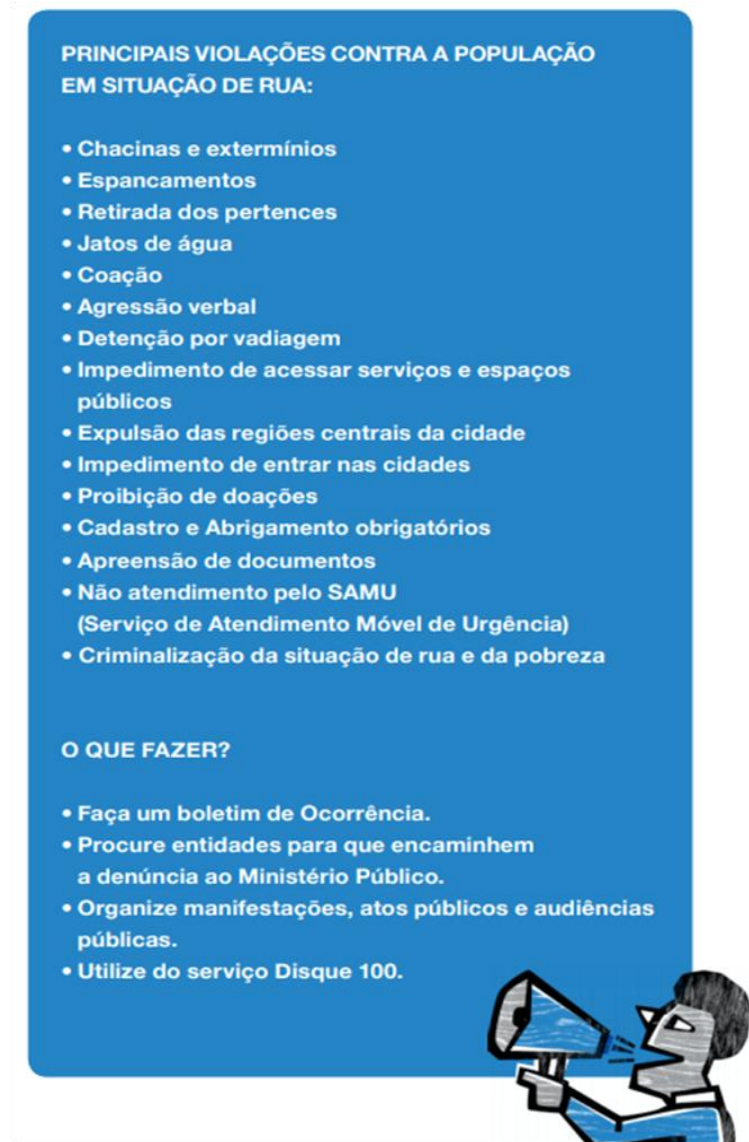 PRINCIPAIS VIOLAÇÕES CONTRA A POPULAÇÃO
EM SITUAÇÃO DE RUA:
• Chacinas e extermínios
• Espancamentos
• Retirada dos pertences
• Jatos de água
• Coação
• Agressão verbal
• Detenção por vadiagem
• Impedimento de acessar serviços e espaços
públicos
• Expulsão das regiões centrais da cidade
• Impedimento de entrar nas cidades
• Proibição de doações
• Cadastro e Abrigamento obrigatórios
• Apreensão de documentos
• Não atendimento pelo SAMU
(Serviço de Atendimento Móvel de Urgência)
• Criminalização da situação de rua e da pobreza
O QUE FAZER?
• Faça um boletim de Ocorrência.
• Procure entidades para que encaminhem
a denúncia ao Ministério Público.
• Organize manifestações, atos públicos e audiências
públicas.
• Utilize do serviço Disque 100.